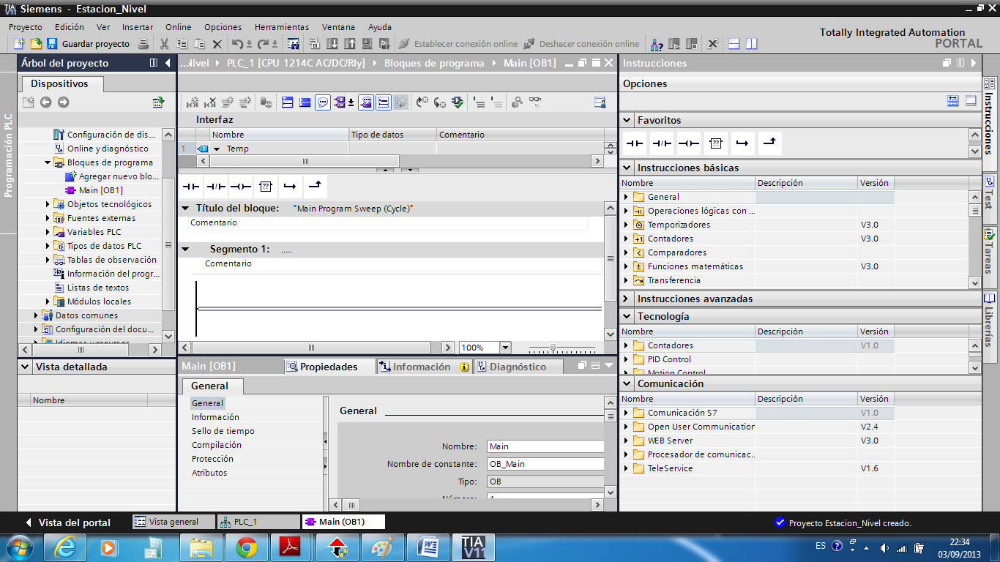 TIA V11 Siemens - Estacion_Nivel
Proyecto Edición Ver Insertar Online Opciones Herramientas Ventana Ayuda
Totally Integrated Automation
PORTAL
Guardar proyecto Establecer conexión online Deshacer conexión online
Programación PLC
Árbol del proyecto
Dispositivos
Configuración de dis...
Online y diagnóstico
Bloques de programa
Agregar nuevo blo...
Main [OB1]
Objetos tecnológicos
Fuentes externas
Variables PLC
Tipos de datos PLC
Tablas de observación
Información del progr...
Listas de textos
Módulos locales
Datos comunes
Configuración del docu...
Idiomas y recursos
Vista detallada
Nombre
...Nivel PLC_1 [CPU 1214C AC/DC/Rly] Bloques de programa Main [OB1]
Interfaz
Nombre Tipo de datos Comentario
1 Temp
??
Título del bloque: "Main Program Sweep (Cycle)"
Comentario
Segmento 1: .....
Comentario
100%
Main [OB1] Propiedades Información Diagnóstico
General
General
Información
Sello de tiempo
Compilación
Protección
Atributos
General
Nombre: Main
Nombre de constante: OB_Main
Tipo: OB
Número: 1
Instrucciones
Opciones
Favoritos
??
Instrucciones básicas
Nombre Descripción Versión
General
Operaciones lógicas con ...
Temporizadores V3.0
Contadores V3.0
Comparadores
Funciones matemáticas V3.0
Transferencia
Instrucciones avanzadas
Tecnología
Nombre Descripción Versión
Contadores V1.0
PID Control
Motion Control
Comunicación
Nombre Descripción Versión
Comunicación S7 V1.0
Open User Communication V2.4
WEB Server V3.0
Procesador de comunicac...
TeleService V1.6
Instrucciones
Test
Tareas
Librerías
Vista del portal Vista general PLC_1 Main (OB1)
Proyecto Estacion_Nivel creado.
TIA V11
ES
22:34
03/09/2013